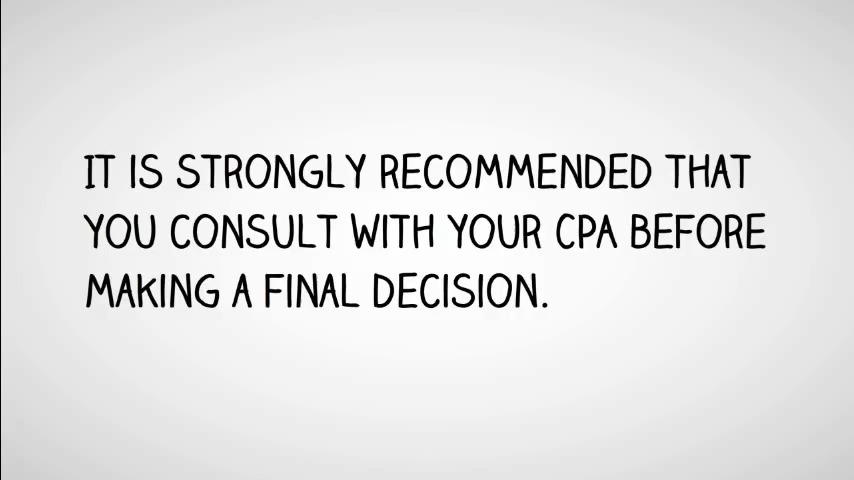 IT IS STRONGLY RECOMMENDED THAT
YOU CONSULT WITH YOUR CPA BEFORE
MAKING A FINAL DECISION.